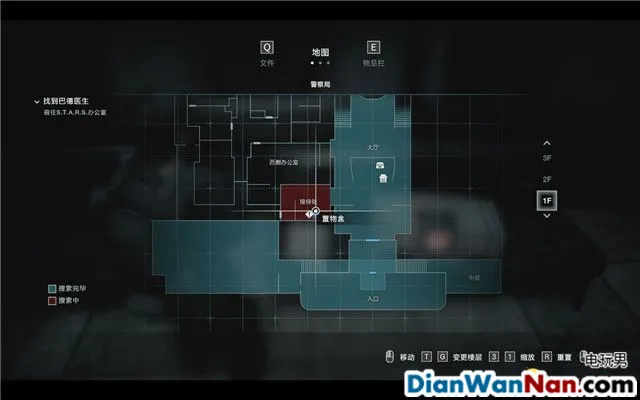 Q
E
文件
地图
物品栏
警察局
找到巴德医生
前往S.T.A.R.S.办公室
大厅
西侧办公室
接待处
置物盒
3F
2F
1F
中庭
入口
搜索完毕
搜索中
移动 T G 变更楼层 3 1 缩放 R 重置
电玩男
DianWanNan.com